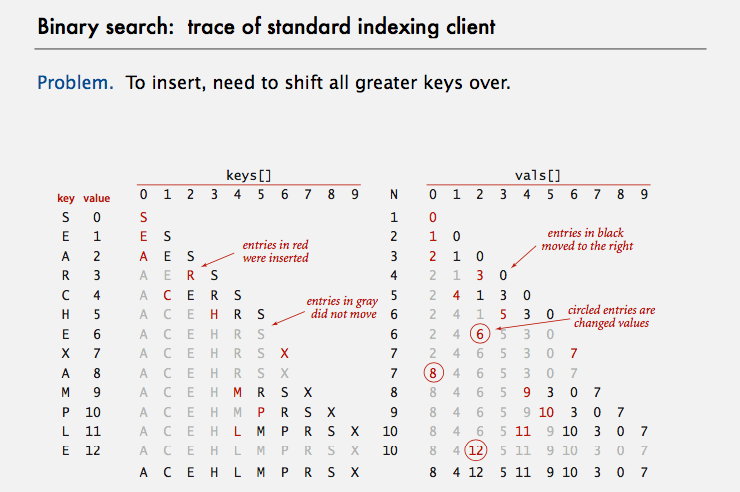 Binary search: trace of standard indexing client
Problem. To insert, need to shift all greater keys over.
keys[] vals[]
key value 0 1 2 3 4 5 6 7 8 9 N 0 1 2 3 4 5 6 7 8 9
S 0 S 1 0
E 1 E S 2 1 0
A 2 A E S 3 2 1 0
R 3 A E R S 4 2 1 3 0
C 4 A C E R S 5 2 4 1 3 0
H 5 A C E H R S 6 2 4 1 5 3 0
E 6 A C E H R S 6 2 4 6 5 3 0
X 7 A C E H R S X 7 2 4 6 5 3 0 7
A 8 A C E H R S X 7 8 4 6 5 3 0 7
M 9 A C E H M R S X 8 8 4 6 5 9 3 0 7
P 10 A C E H M P R S X 9 8 4 6 5 9 10 3 0 7
L 11 A C E H L M P R S X 10 8 4 6 5 11 9 10 3 0 7
E 12 A C E H L M P R S X 10 8 4 12 5 11 9 10 3 0 7
A C E H L M P R S X 8 4 12 5 11 9 10 3 0 7
entries in red
were inserted
entries in gray
did not move
entries in black
moved to the right
circled entries are
changed values